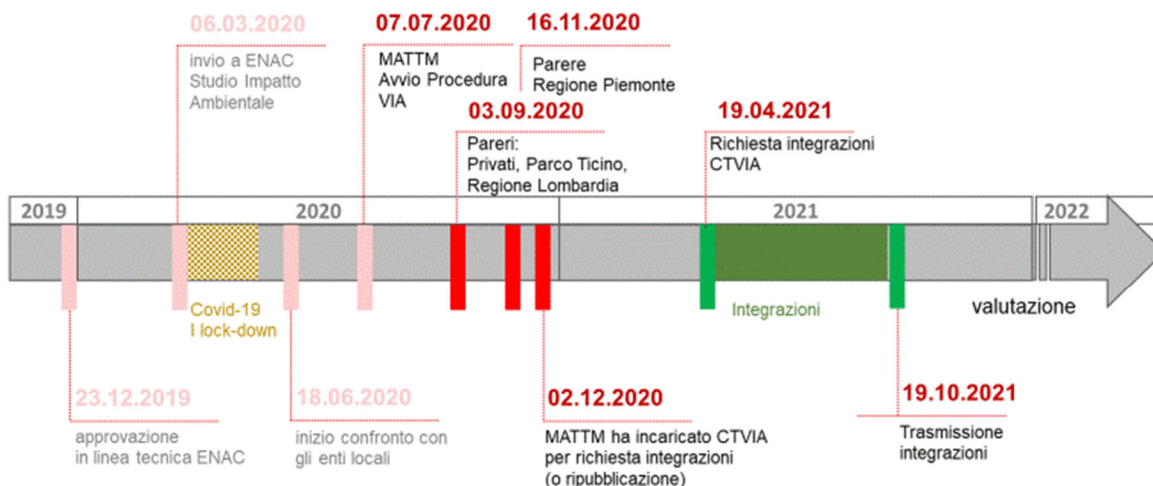 06.03.2020
invio a ENAC
Studio Impatto
Ambientale
07.07.2020
MATTM
Avvio Procedura
VIA
16.11.2020
Parere
Regione Piemonte
03.09.2020
Pareri:
Privati, Parco Ticino,
Regione Lombardia
19.04.2021
Richiesta integrazioni
CTVIA
2019
2020
2021
2022
Covid-19
I lock-down
Integrazioni
valutazione
23.12.2019
approvazione
in linea tecnica ENAC
18.06.2020
inizio confronto con
gli enti locali
02.12.2020
MATTM ha incaricato CTVIA
per richiesta integrazioni
(o ripubblicazione)
19.10.2021
Trasmissione
integrazioni